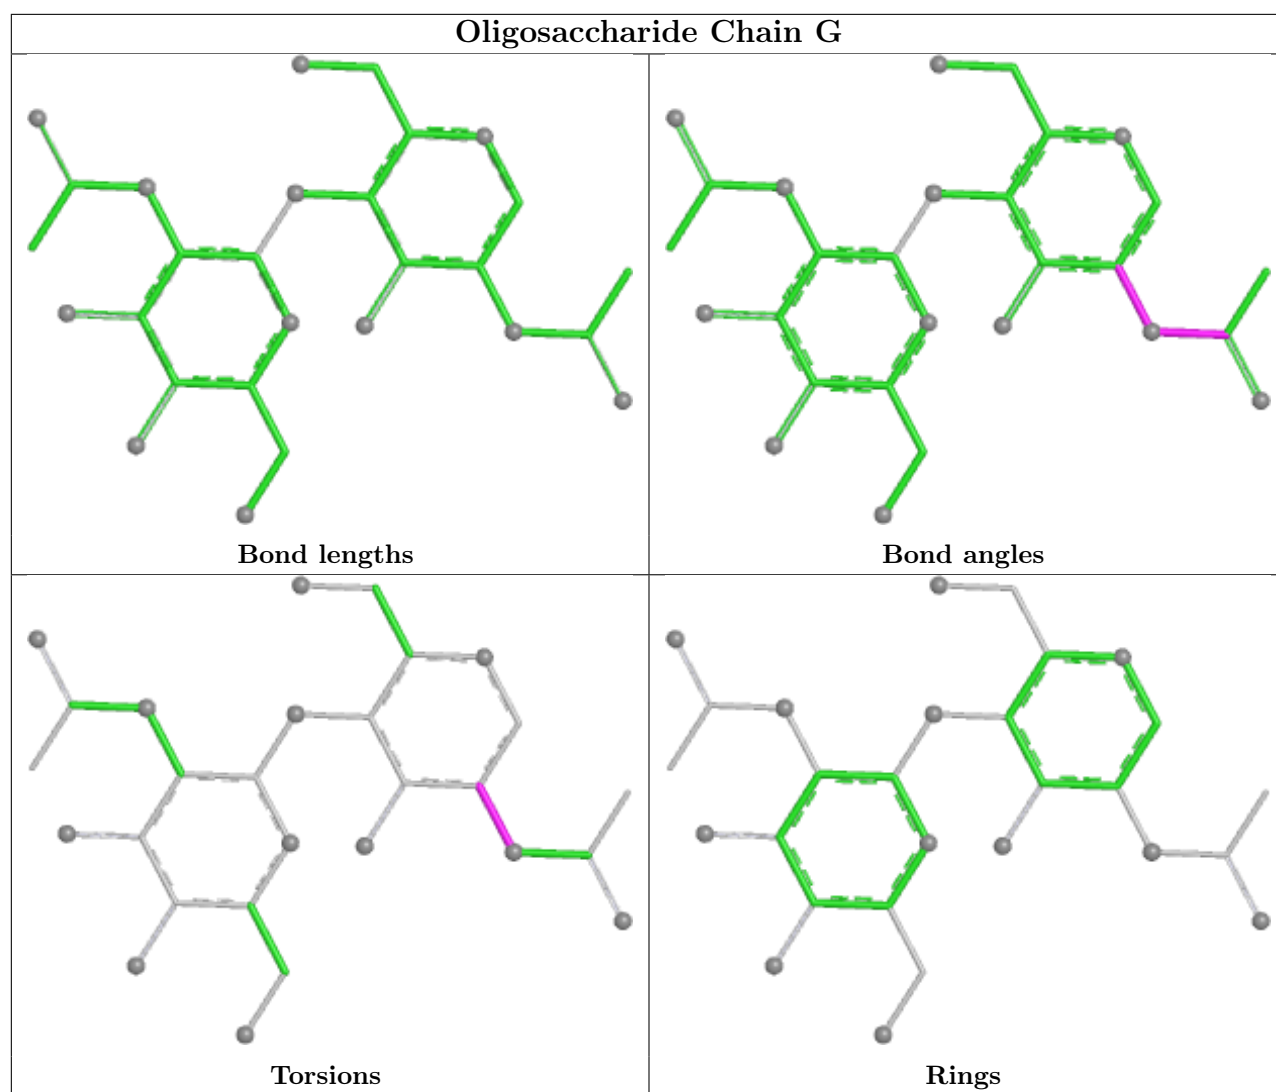 Oligosaccharide Chain G
Bond lengths
Bond angles
Torsions
Rings